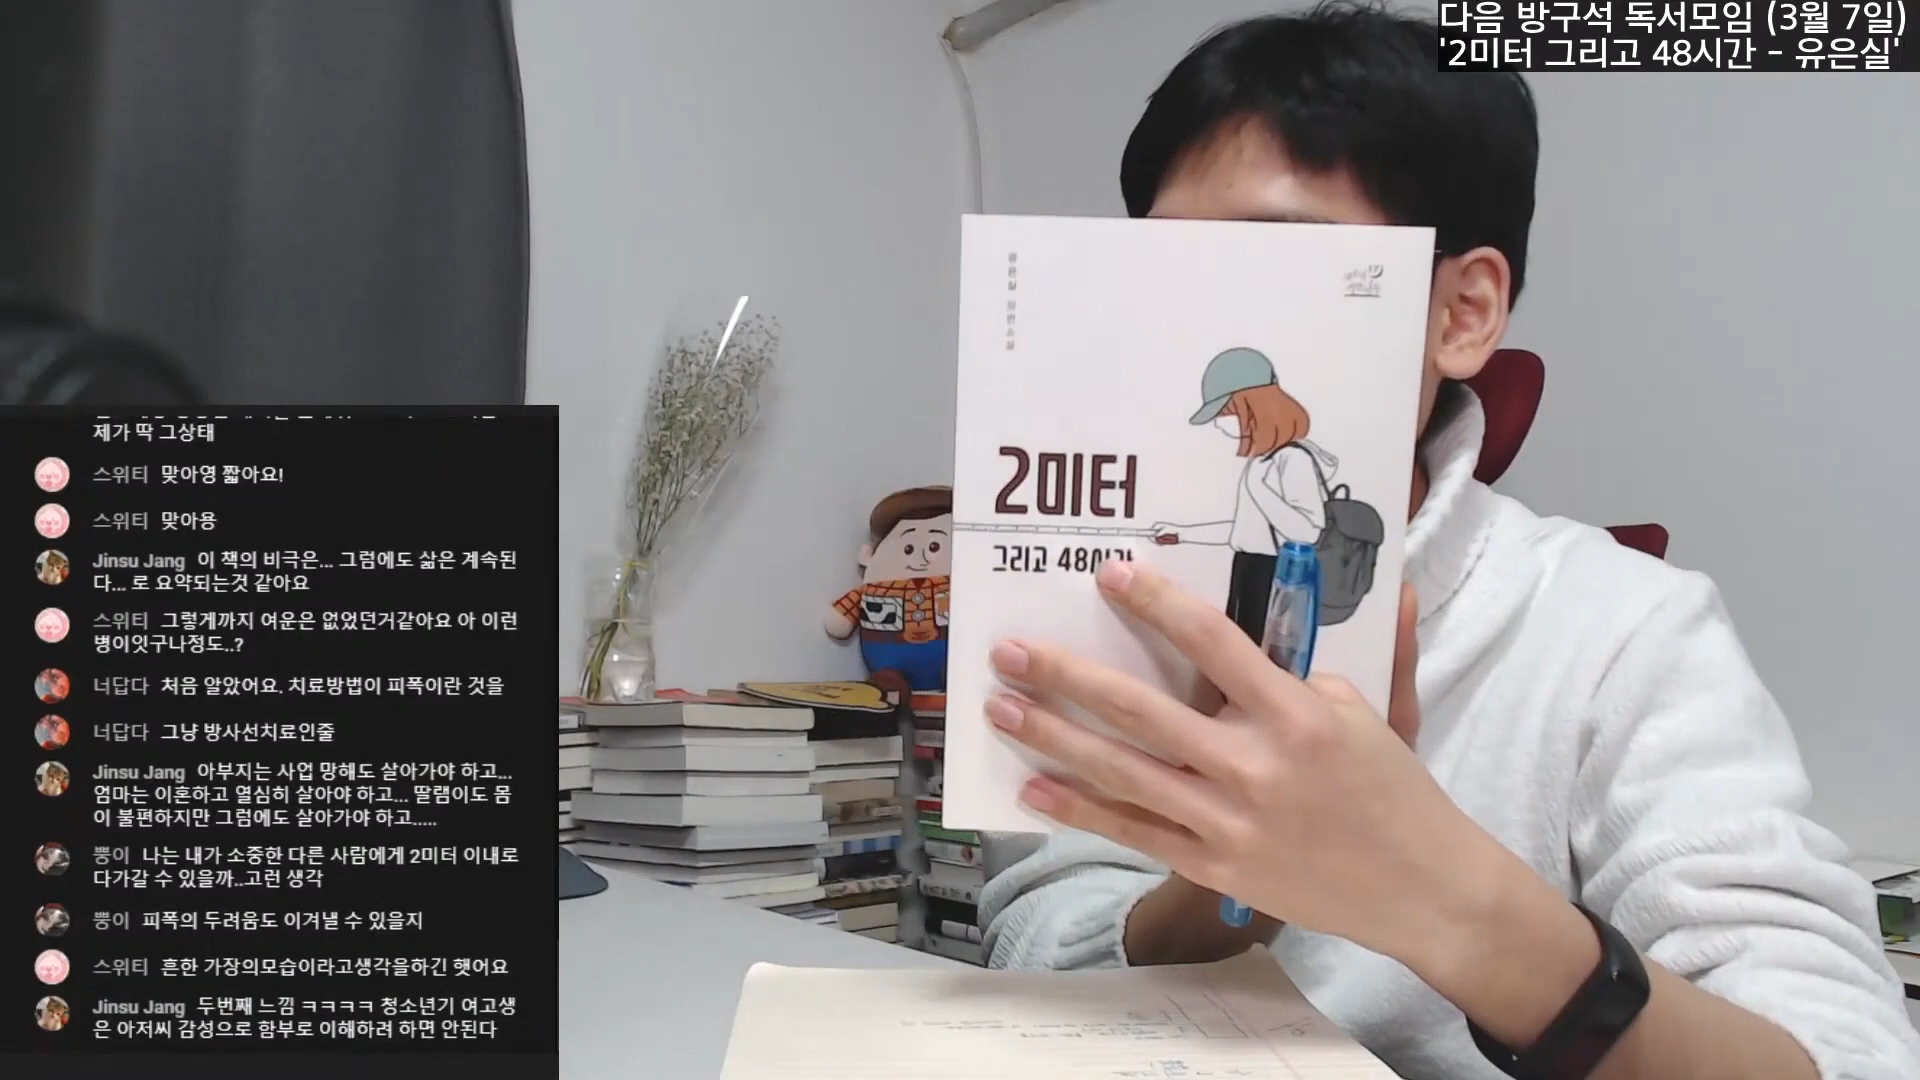 다음 방구석 독서모임 (3월 7일)
'2미터 그리고 48시간 - 유은실'
유은실 장편소설
2미터
그리고 48시간
제가 딱 그상태
스위티 맞아영 짧아요!
스위티 맞아용
Jinsu Jang 이 책의 비극은... 그럼에도 삶은 계속된
다... 로 요약되는것 같아요
스위티 그렇게까지 여운은 없었던거같아요 아 이런
병이잇구나정도..?
너답다 처음 알았어요. 치료방법이 피폭이란 것을
너답다 그냥 방사선치료인줄
Jinsu Jang 아부지는 사업 망해도 살아가야 하고...
엄마는 이혼하고 열심히 살아야 하고... 딸램이도 몸
이 불편하지만 그럼에도 살아가야 하고.....
뿡이 나는 내가 소중한 다른 사람에게 2미터 이내로
다가갈 수 있을까..고런 생각
뿡이 피폭의 두려움도 이겨낼 수 있을지
스위티 흔한 가장의모습이라고생각을하긴 햇어요
Jinsu Jang 두번째 느낌 ㅋㅋㅋㅋ 청소년기 여고생
은 아저씨 감성으로 함부로 이해하려 하면 안된다